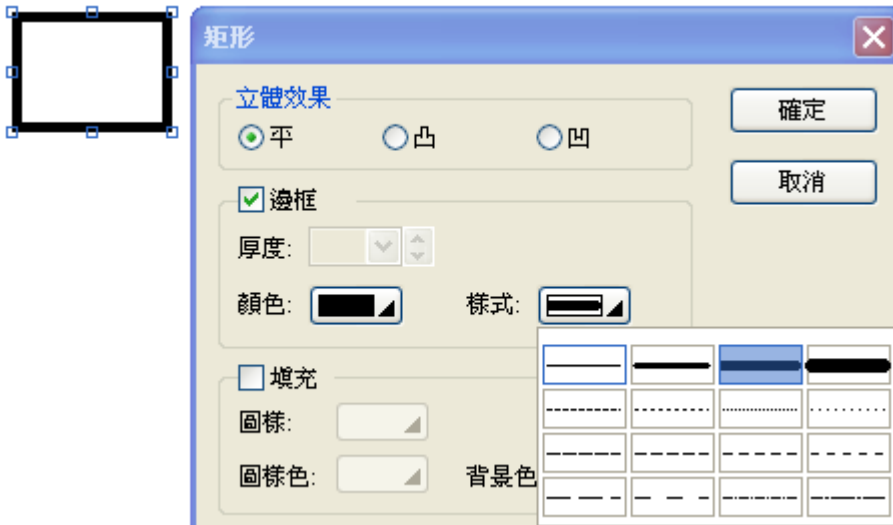 矩形
立體效果
平 凸 凹
確定
取消
邊框
厚度:
顏色: 樣式:
填充
圖樣:
圖樣色: 背景色